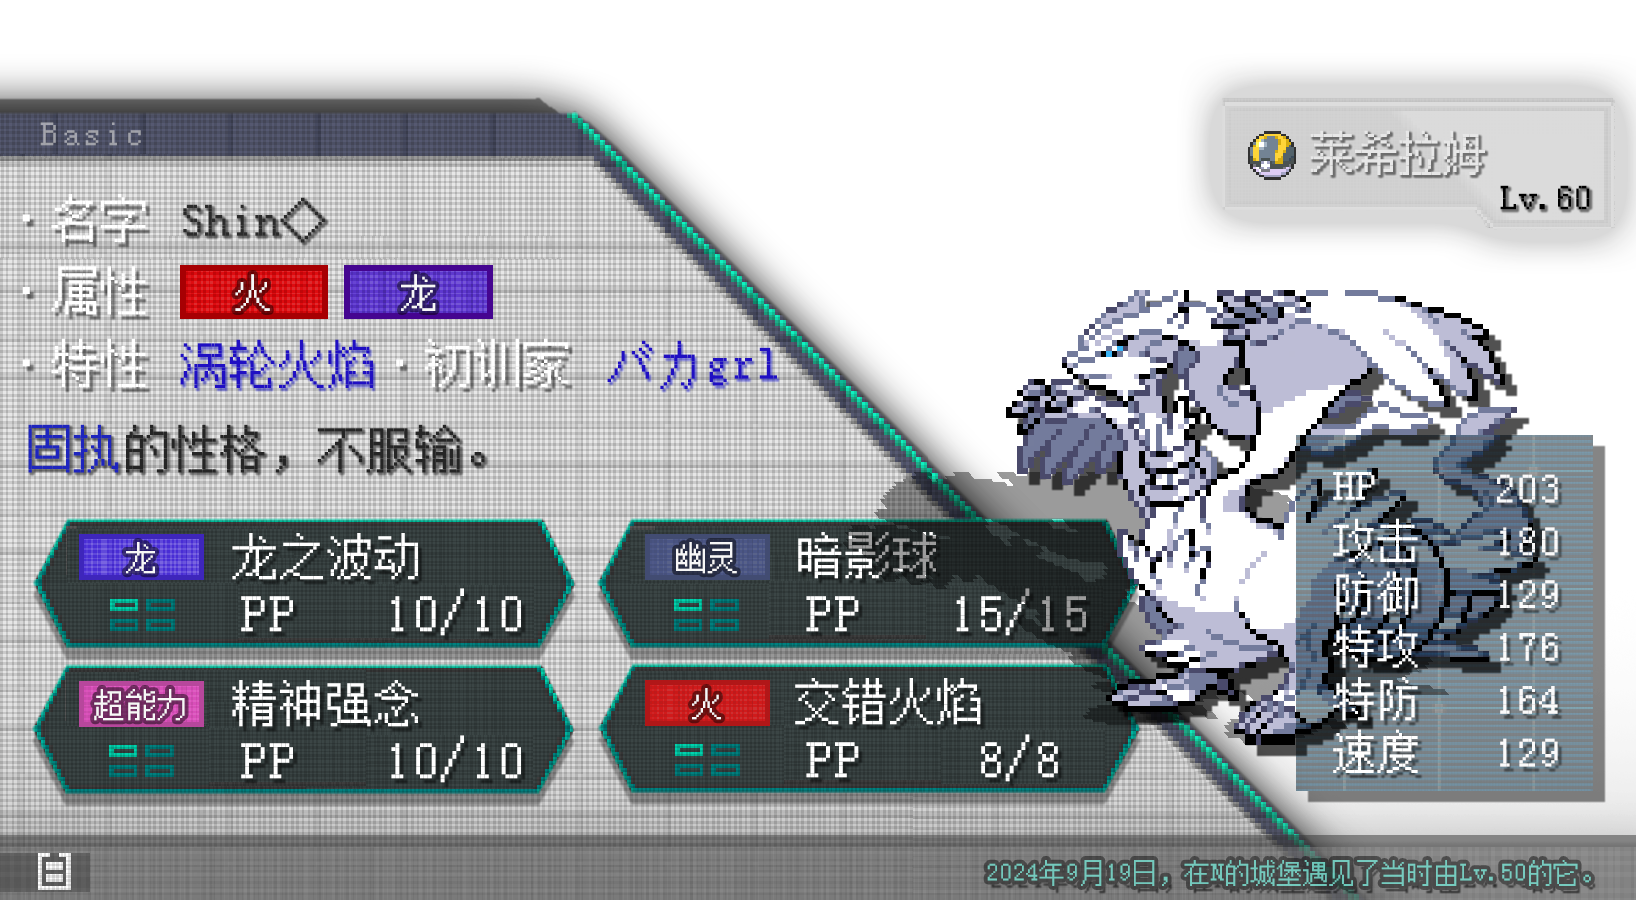 Basic
莱希拉姆
Lv.60
·名字 Shin◇
·属性 火 龙
·特性 涡轮火焰 ·初训家 バカgrl
固执的性格，不服输。
龙 龙之波动
PP 10/10
幽灵 暗影球
PP 15/15
超能力 精神强念
PP 10/10
火 交错火焰
PP 8/8
HP 203
攻击 180
防御 129
特攻 176
特防 164
速度 129
2024年9月19日，在N的城堡遇见了当时由Lv.50的它。